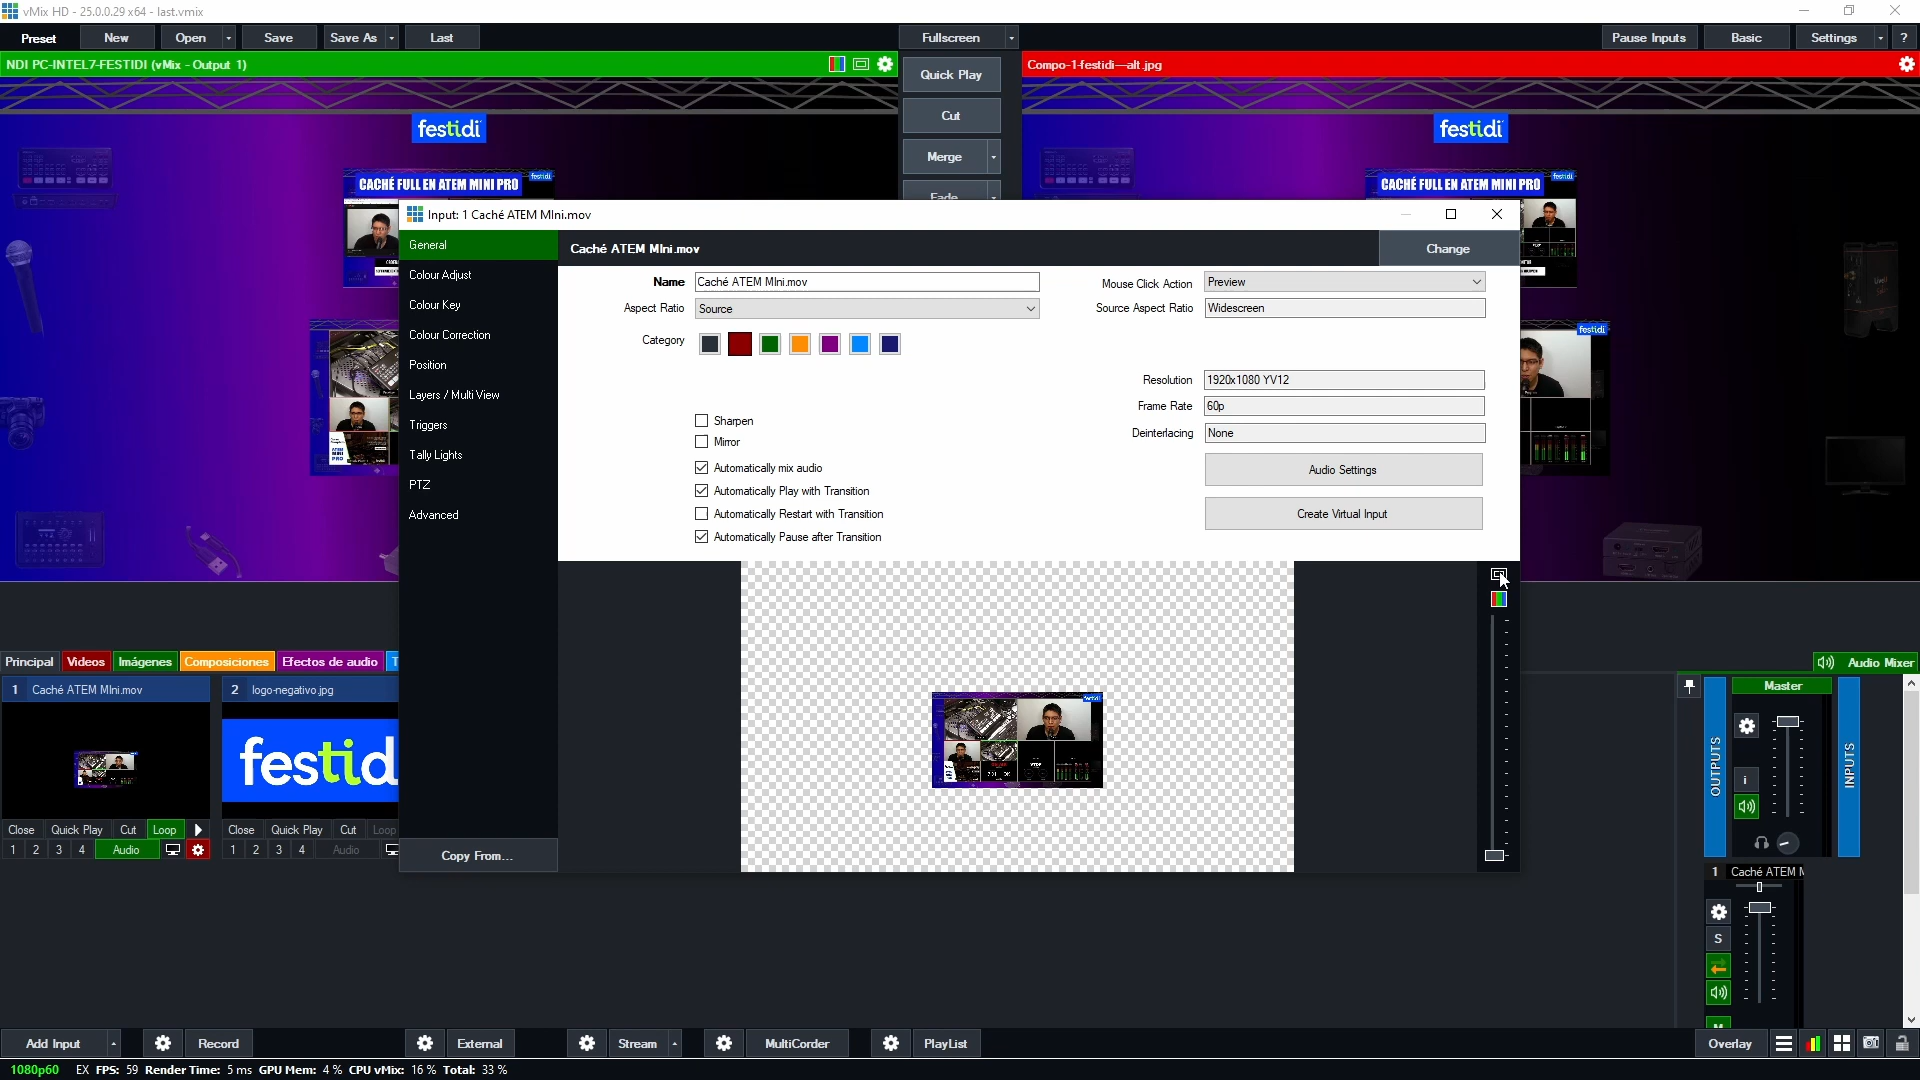 vMix HD - 25.0.0.29 x64 - last.vmix
Preset
New
Open
Save
Save As
Last
Fullscreen
Pause Inputs
Basic
Settings
?
NDI PC-INTEL7-FESTIDI (vMix - Output 1)
Quick Play
Compo-1-festidi—alt.jpg
Cut
festidi
festidi
Merge
festidi
CACHÉ FULL EN ATEM MINI PRO
festidi
CACHÉ FULL EN ATEM MINI PRO
Fade
Input: 1 Caché ATEM MIni.mov
General
Caché ATEM MIni.mov
Change
Colour Adjust
Colour Key
Colour Correction
Position
Layers / Multi View
Triggers
Tally Lights
PTZ
Advanced
Copy From...
Name
Caché ATEM MIni.mov
Mouse Click Action
Preview
Aspect Ratio
Source
Source Aspect Ratio
Widescreen
Category
Resolution
1920x1080 YV12
Frame Rate
60p
Deinterlacing
None
Sharpen
Mirror
Automatically mix audio
Automatically Play with Transition
Automatically Restart with Transition
Automatically Pause after Transition
Audio Settings
Create Virtual Input
festidi
ATEM MINI PRO
festidi
Principal
Videos
Imágenes
Composiciones
Efectos de audio
T
Audio Mixer
1 Caché ATEM MIni.mov
2 logo-negativo.jpg
festid
Close
Quick Play
Cut
Loop
Close
Quick Play
Cut
Loop
1 2 3 4 Audio
1 2 3 4 Audio
OUTPUTS
Master
INPUTS
i
1 Caché ATEM M
S
M
Add Input
Record
External
Stream
MultiCorder
PlayList
Overlay
1080p60 EX FPS: 59 Render Time: 5 ms GPU Mem: 4 % CPU vMix: 16 % Total: 33 %